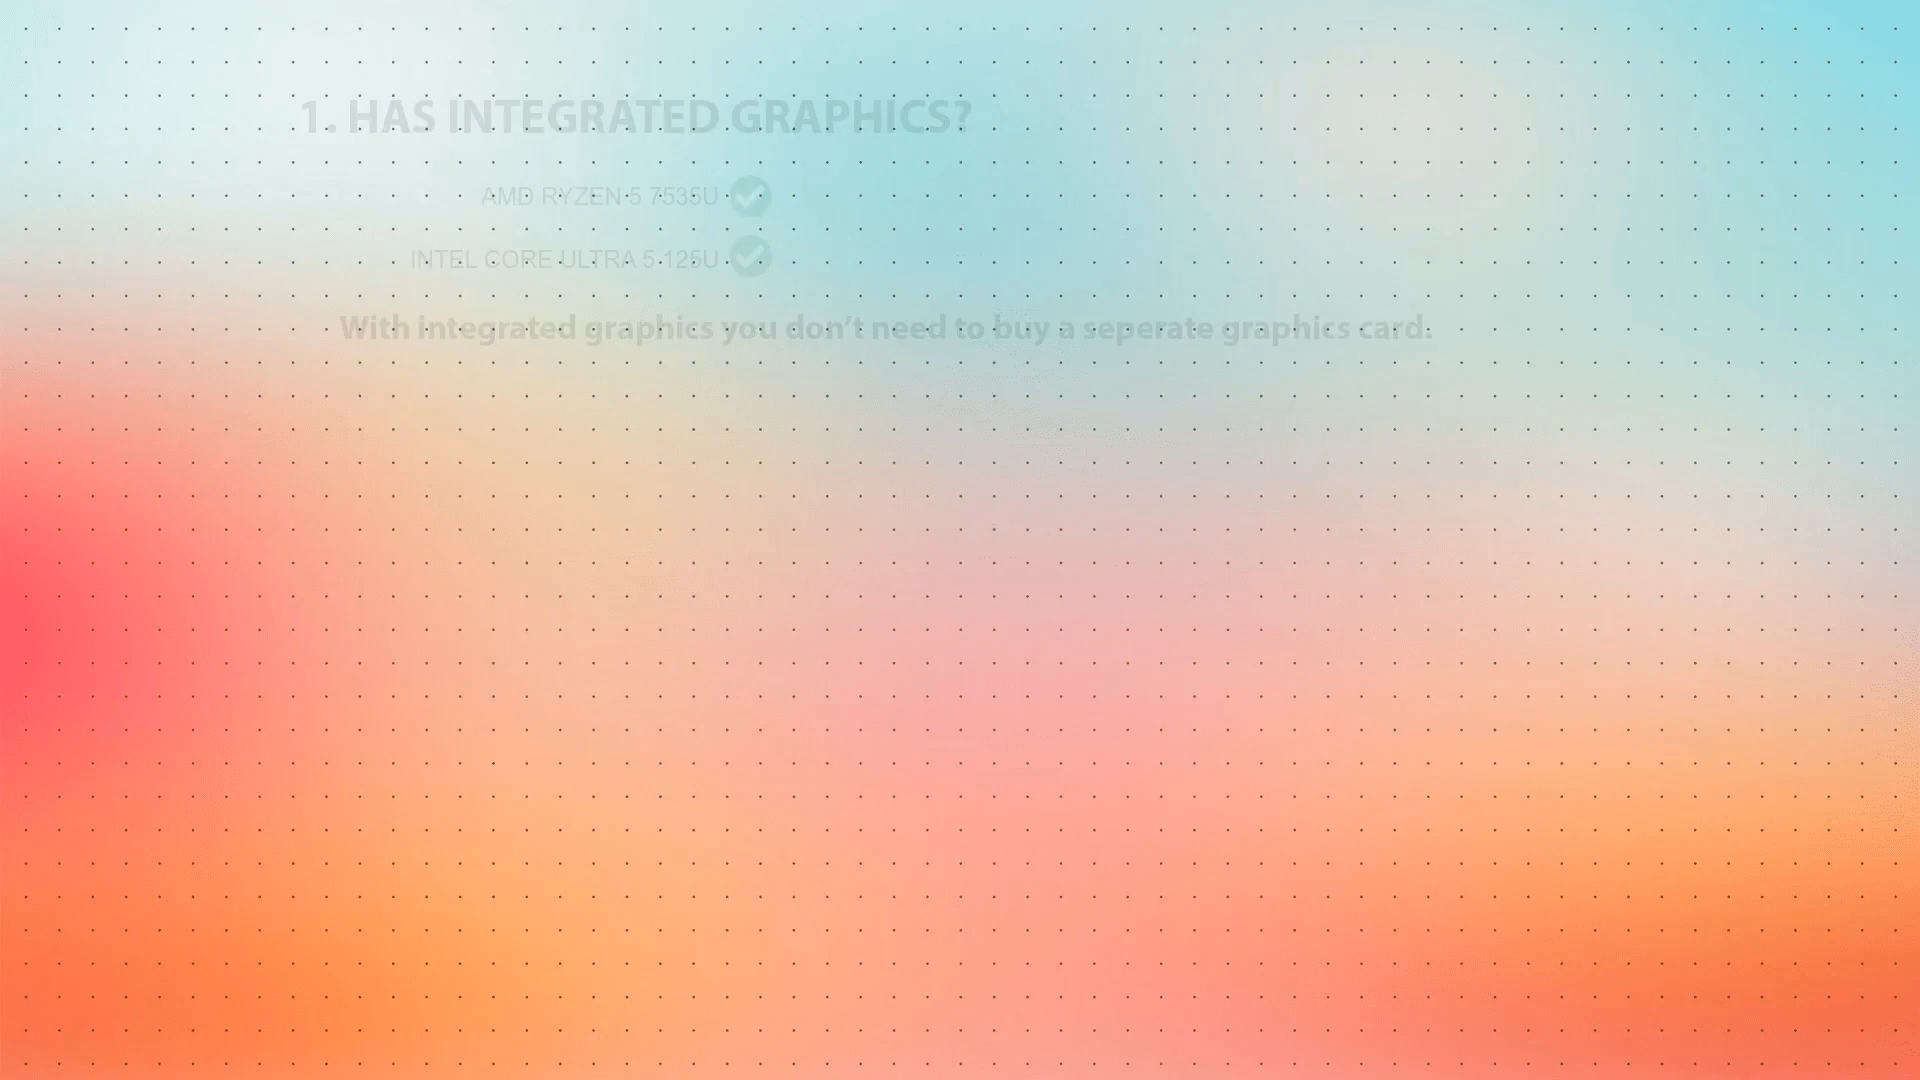 1. HAS INTEGRATED GRAPHICS?
AMD RYZEN 5 7535U
INTEL CORE ULTRA 5 125U
With integrated graphics you don’t need to buy a seperate graphics card.